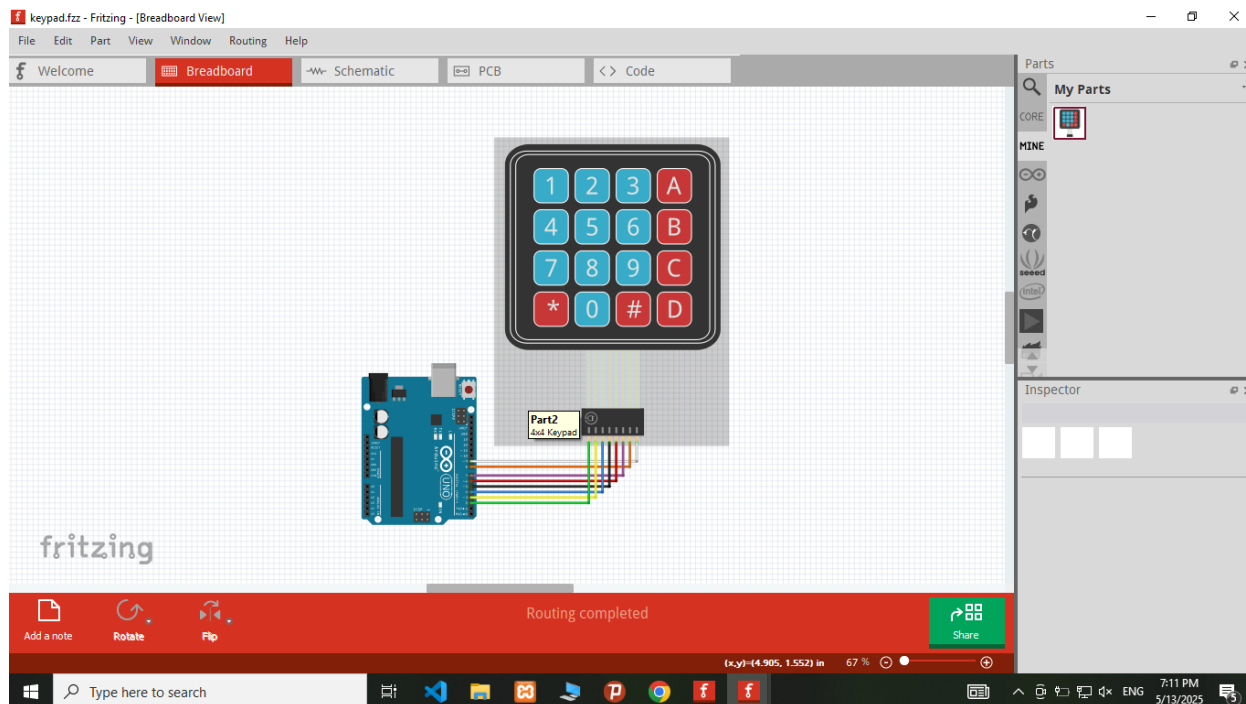 keypad.fzz - Fritzing - [Breadboard View]
File Edit Part View Window Routing Help
Welcome
Breadboard
Schematic
PCB
Code
Parts
My Parts
CORE
MINE
seeed
intel
1 2 3 A
4 5 6 B
7 8 9 C
* 0 # D
Part2
4x4 Keypad
UNO
Inspector
fritzing
Add a note
Rotate
Flip
Routing completed
Share
(x,y)=(4.905, 1.552) in
67 %
Type here to search
ENG
7:11 PM
5/13/2025
5